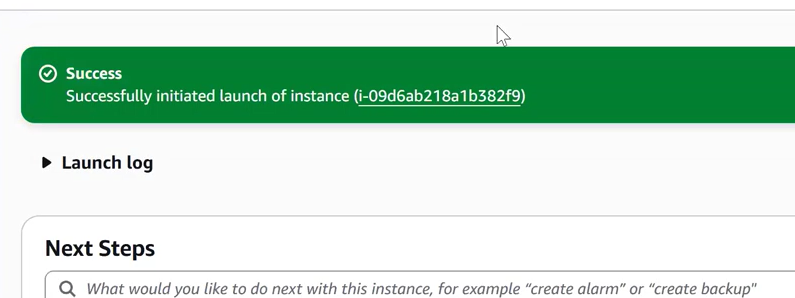 Success
Successfully initiated launch of instance (i-09d6ab218a1b382f9)
Launch log
Next Steps
What would you like to do next with this instance, for example “create alarm” or “create backup”